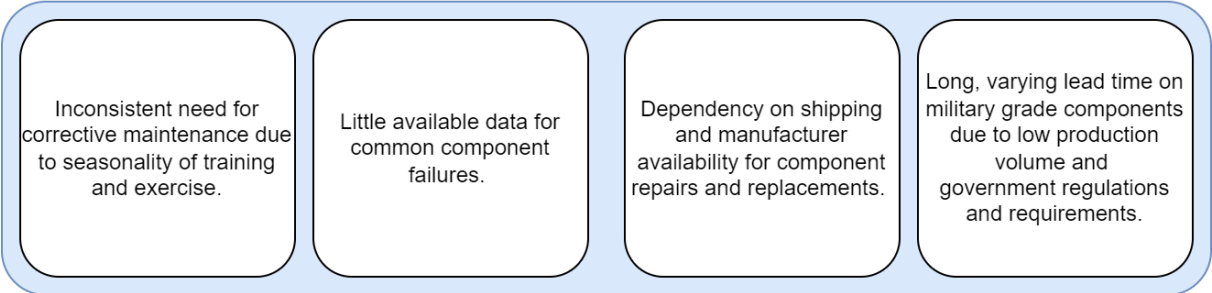 Inconsistent need for
corrective maintenance due
to seasonality of training
and exercise.
Little available data for
common component
failures.
Dependency on shipping
and manufacturer
availability for component
repairs and replacements.
Long, varying lead time on
military grade components
due to low production
volume and
government regulations
and requirements.